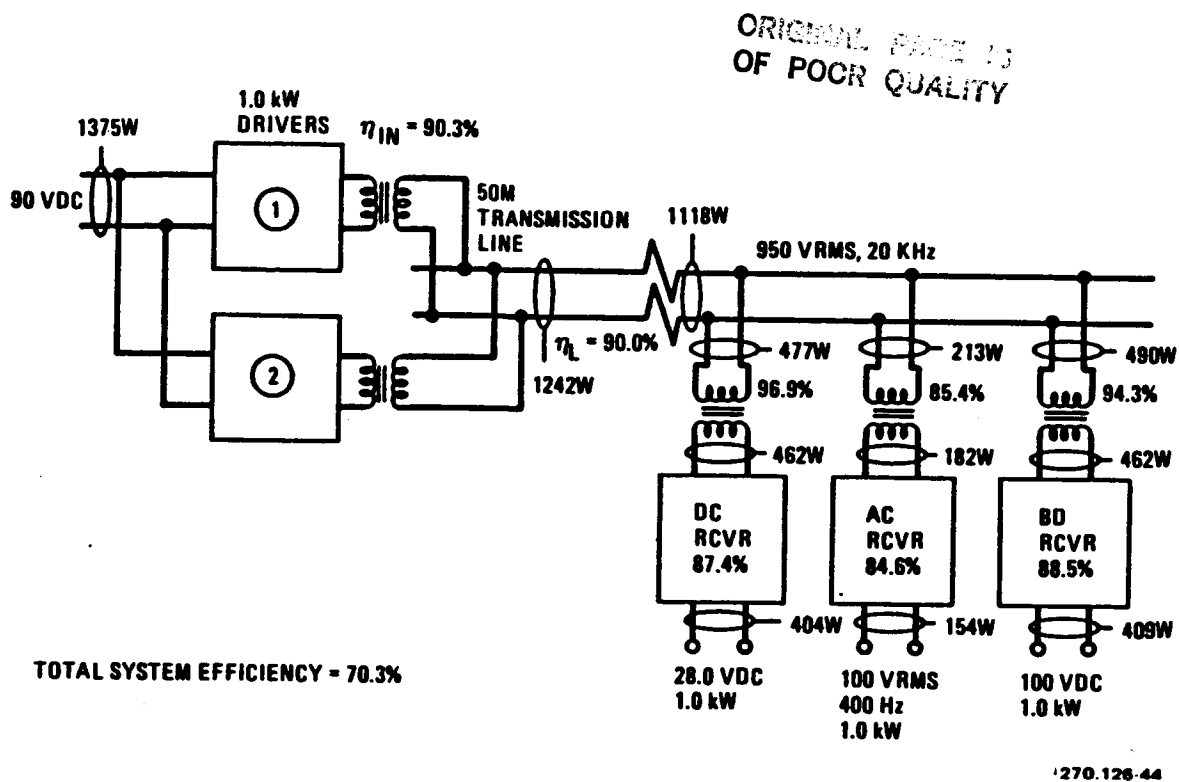 ORIGINAL PAGE IS
OF POOR QUALITY
1.0 kW
DRIVERS
1375W
ηIN = 90.3%
90 VDC
1
50M
TRANSMISSION
LINE
1118W
950 VRMS, 20 KHz
2
ηL = 90.0%
1242W
477W
213W
490W
96.9%
85.4%
94.3%
462W
182W
462W
DC
RCVR
87.4%
AC
RCVR
84.6%
BD
RCVR
88.5%
404W
154W
409W
TOTAL SYSTEM EFFICIENCY = 70.3%
28.0 VDC
1.0 kW
100 VRMS
400 Hz
1.0 kW
100 VDC
1.0 kW
270.126-44